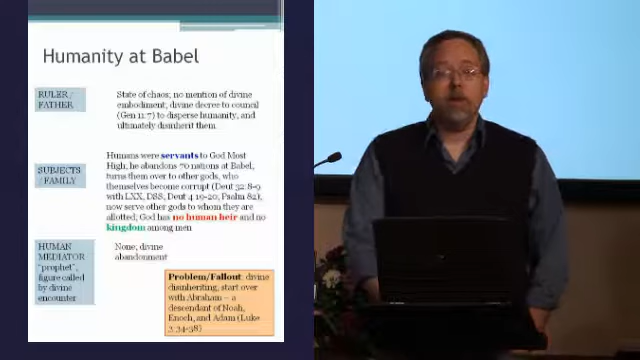 Humanity at Babel
RULER /
FATHER
State of chaos; no mention of divine
embodiment; divine decree to council
(Gen 11:7) to disperse humanity, and
ultimately disinherit them
SUBJECTS
/ FAMILY
Humans were servants to God Most
High; he abandons 70 nations at Babel,
turns them over to other gods, who
themselves become corrupt (Deut 32:8-9
with LXX, DSS; Deut 4:19-20, Psalm 82),
now serve other gods to whom they are
allotted; God has no human heir and no
kingdom among men
HUMAN
MEDIATOR
"prophet",
figure called
by divine
encounter
None; divine
abandonment
Problem/Fallout: divine
disinheriting, start over
with Abraham – a
descendant of Noah,
Enoch, and Adam (Luke
3:34-38)